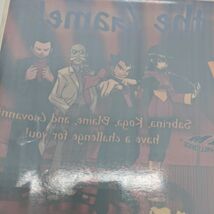 the Game!
Sabrina, Koga, Blaine, and Giovanni
have a challenge for you!